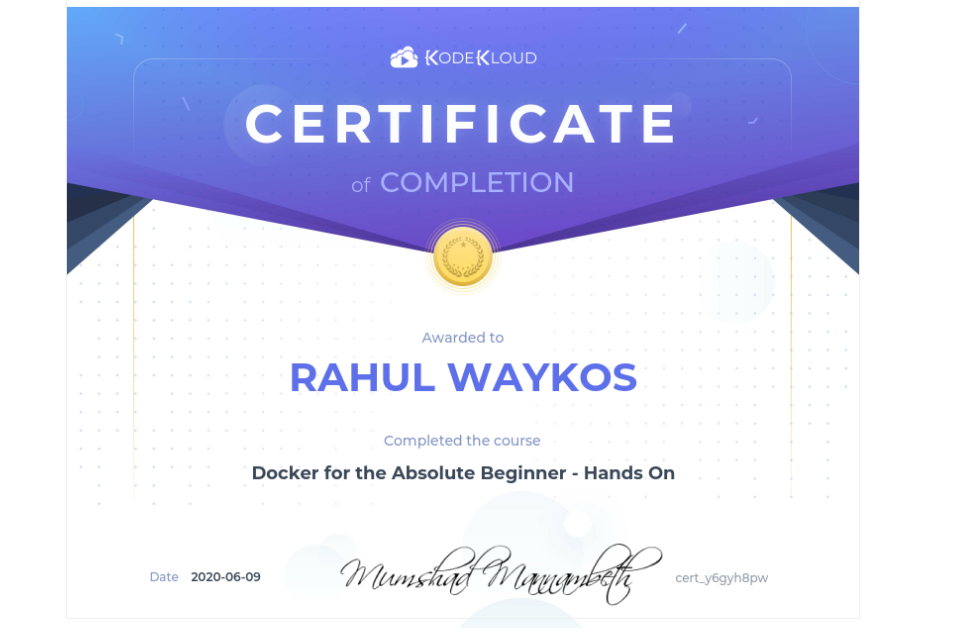 KODEKLOUD
CERTIFICATE
of COMPLETION
Awarded to
RAHUL WAYKOS
Completed the course
Docker for the Absolute Beginner - Hands On
Date 2020-06-09
Mumshad Mannambeth
cert_y6gyh8pw